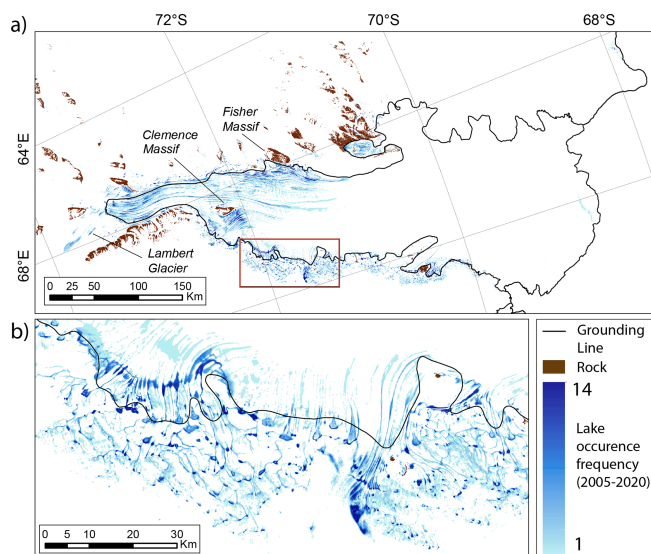 72°S
70°S
68°S
a)
64°E
68°E
Fisher
Massif
Clemence
Massif
Lambert
Glacier
0 25 50 100 150
Km
b)
0 5 10 20 30
Km
Grounding
Line
Rock
14
Lake
occurence
frequency
(2005-2020)
1